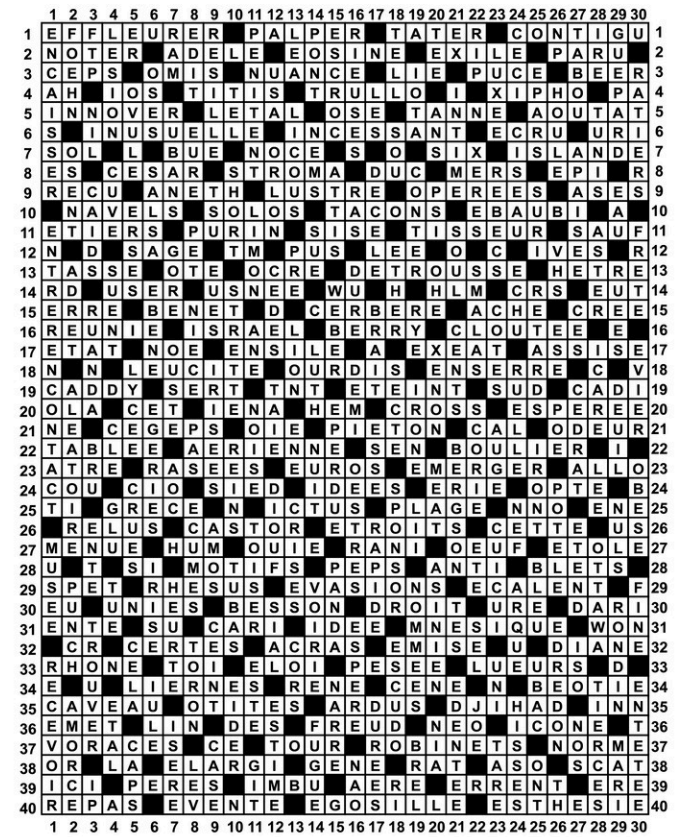 1 2 3 4 5 6 7 8 9 10 11 12 13 14 15 16 17 18 19 20 21 22 23 24 25 26 27 28 29 30
1 EFFLEURER PALPER TATER CONTIGU 1
2 NOTER ADELE EOSINE EXILE PARU 2
3 CEPS OMIS NUANCE LIE PUCE BEER 3
4 AH IOS TITIS TRULLO I XIPHO PA 4
5 INNOVER LETAL OSE TANNE AOUTAT 5
6 S INUSUELLE INCESSANT ECRU URI 6
7 SOL L BUE NOCE S O SIX ISLANDE 7
8 ES CESAR STROMA DUC MERS EPI R 8
9 RECU ANETH LUSTRE OPEREES ASES 9
10 NAVELS SOLOS TACONS EBAUBI A 10
11 ETIERS PURIN SISE TISSEUR SAUF 11
12 N D SAGE TM PUS LEE O C IVES R 12
13 TASSE OTE OCRE DETROUSSE HETRE 13
14 RD USER USNEE WU H HLM CRS EUT 14
15 ERRE BENET D CERBERE ACHE CREE 15
16 REUNIE ISRAEL BERRY CLOUTEE E 16
17 ETAT NOE ENSILE A EXEAT ASSISE 17
18 N N LEUCITE OURDIS ENSERRE C V 18
19 CADDY SERT TNT ETEINT SUD CADI 19
20 OLA CET IENA HEM CROSS ESPEREE 20
21 NE CEGEPS OIE PIETON CAL ODEUR 21
22 TABLEE AERIENNE SEN BOULIER I 22
23 ATRE RASEES EUROS EMERGER ALLO 23
24 COU CIO SIED IDEES ERIE OPTE B 24
25 TI GRECE N ICTUS PLAGE NNO ENE 25
26 RELUS CASTOR ETROITS CETTE US 26
27 MENUE HUM OUIE RANI OEUF ETOLE 27
28 U T SI MOTIFS PEPS ANTI BLETS 28
29 SPET RHESUS EVASIONS ECALENT F 29
30 EU UNIES BESSON DROIT URE DARI 30
31 ENTE SU CARI IDEE MNESIQUE WON 31
32 CR CERTES ACRAS EMISE U DIANE 32
33 RHONE TOI ELOI PESEE LUEURS D 33
34 E U LIERNES RENE CENE N BEOTIE 34
35 CAVEAU OTITES ARDUS DJIHAD INN 35
36 EMET LIN DES FREUD NEO ICONE T 36
37 VORACES CE TOUR ROBINETS NORME 37
38 OR LA ELARGI GENE RAT ASO SCAT 38
39 ICI PERES IMBU AERE ERRENT ERE 39
40 REPAS EVENTE EGOSILLE ESTHESIE 40
1 2 3 4 5 6 7 8 9 10 11 12 13 14 15 16 17 18 19 20 21 22 23 24 25 26 27 28 29 30